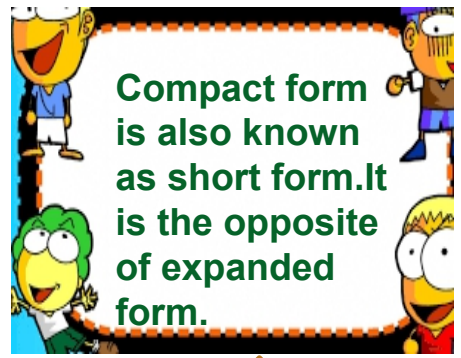 Compact form
is also known
as short form.It
is the opposite
of expanded
form.